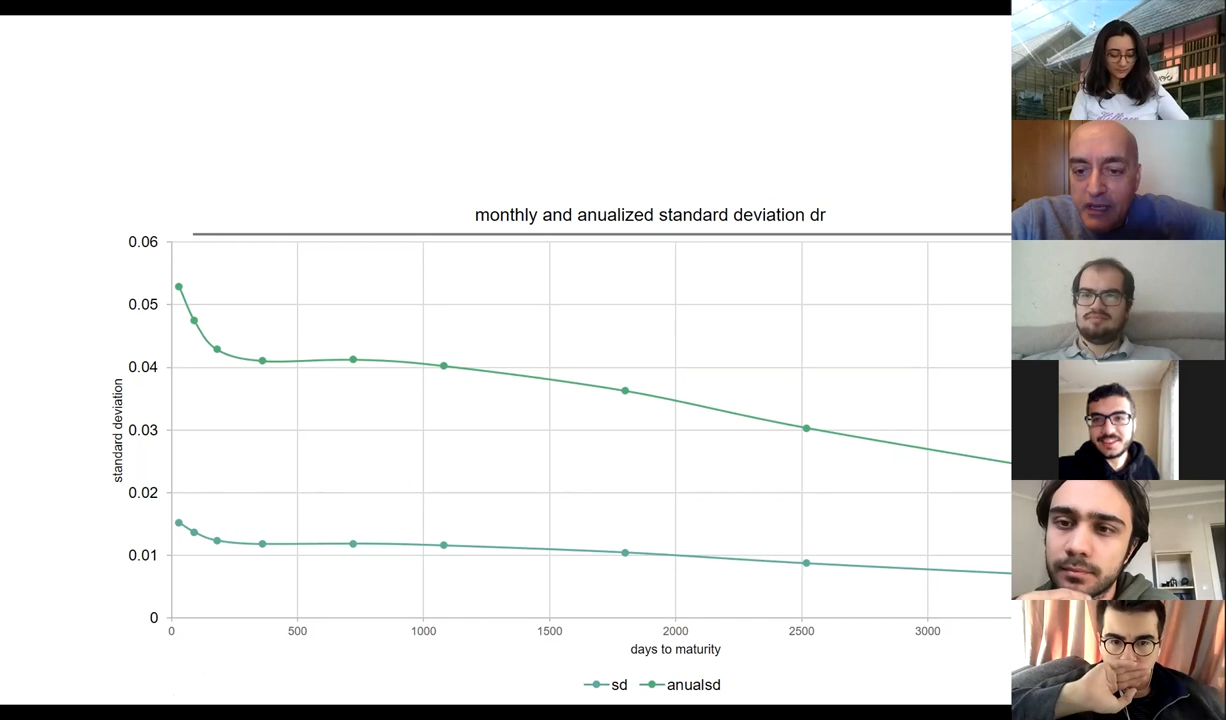 monthly and anualized standard deviation dr
0.06
0.05
0.04
0.03
0.02
0.01
0
standard deviation
0 500 1000 1500 2000 2500 3000
days to maturity
sd anualsd